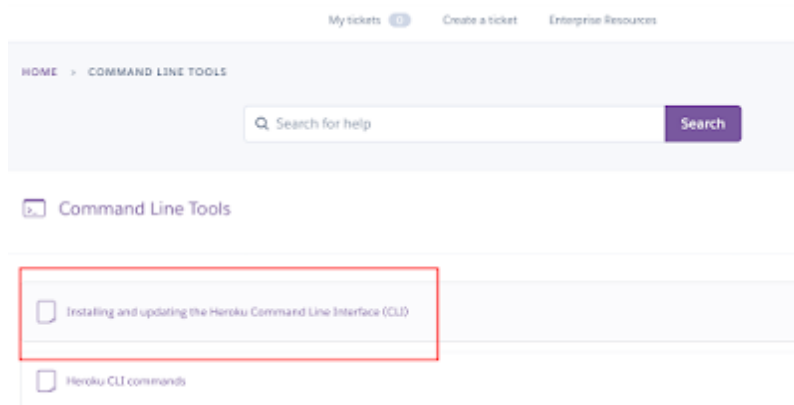 My tickets 0 Create a ticket Enterprise Resources
HOME > COMMAND LINE TOOLS
Search for help Search
Command Line Tools
Installing and updating the Heroku Command Line Interface (CLI)
Heroku CLI commands